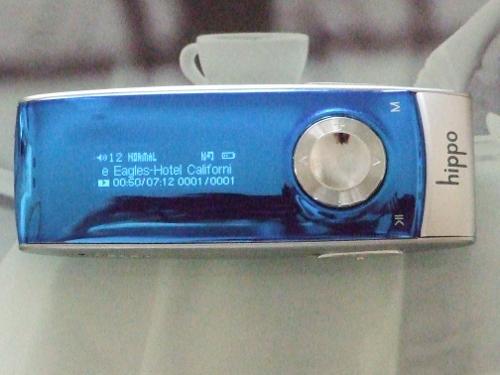 12 NORMAL N
e Eagles-Hotel Californi
00:50/07:12 0001/0001
M
hippo